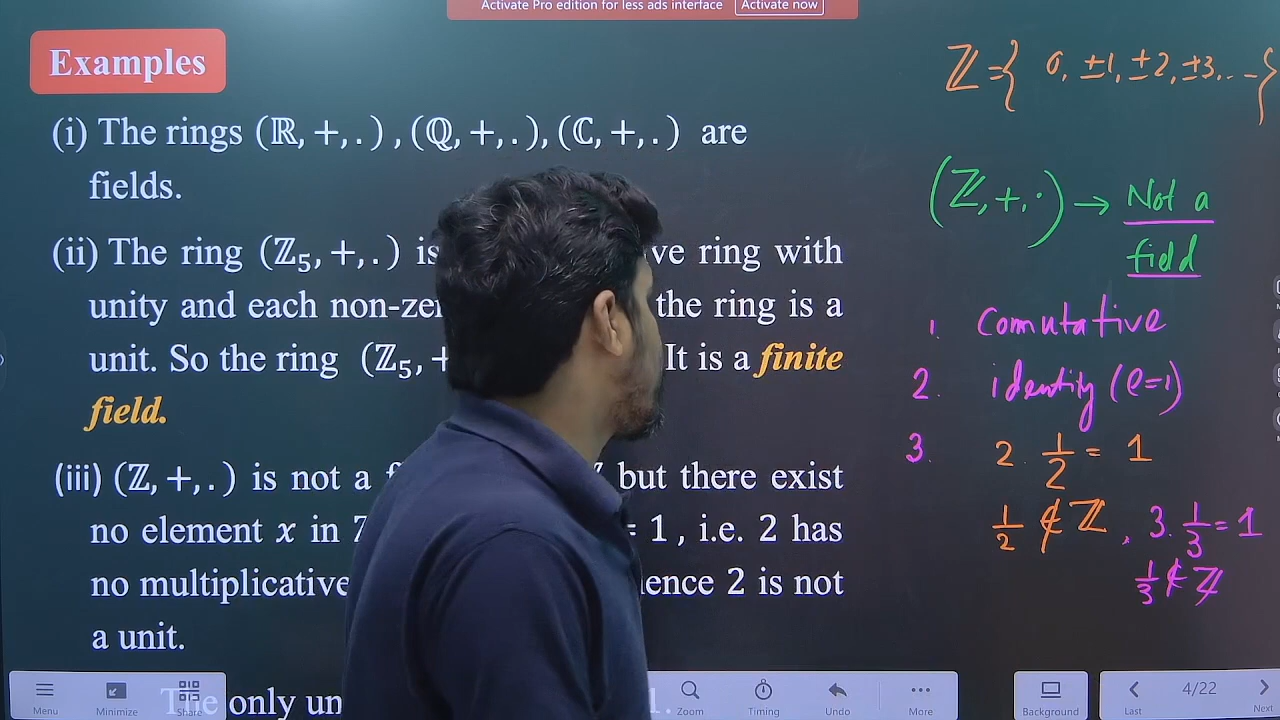 Activate Pro edition for less ads interface Activate now
Examples
(i) The rings (ℝ, +, .) , (ℚ, +, .), (ℂ, +, .) are
fields.
(ii) The ring (ℤ₅, +, .) is ve ring with
unity and each non-zer the ring is a
unit. So the ring (ℤ₅, + It is a finite
field.
(iii) (ℤ, +, .) is not a but there exist
no element x in = 1 , i.e. 2 has
no multiplicative ence 2 is not
a unit.
The only un 1.
ℤ = { 0, ±1, ±2, ±3, ... }
(ℤ, +, ·) → Not a
field
1. Comutative
2. identity (e=1)
3. 2. 1/2 = 1
1/2 ∉ ℤ , 3. 1/3 = 1
1/3 ∉ ℤ
Menu Minimize Share Zoom Timing Undo More Background Last 4/22 Next